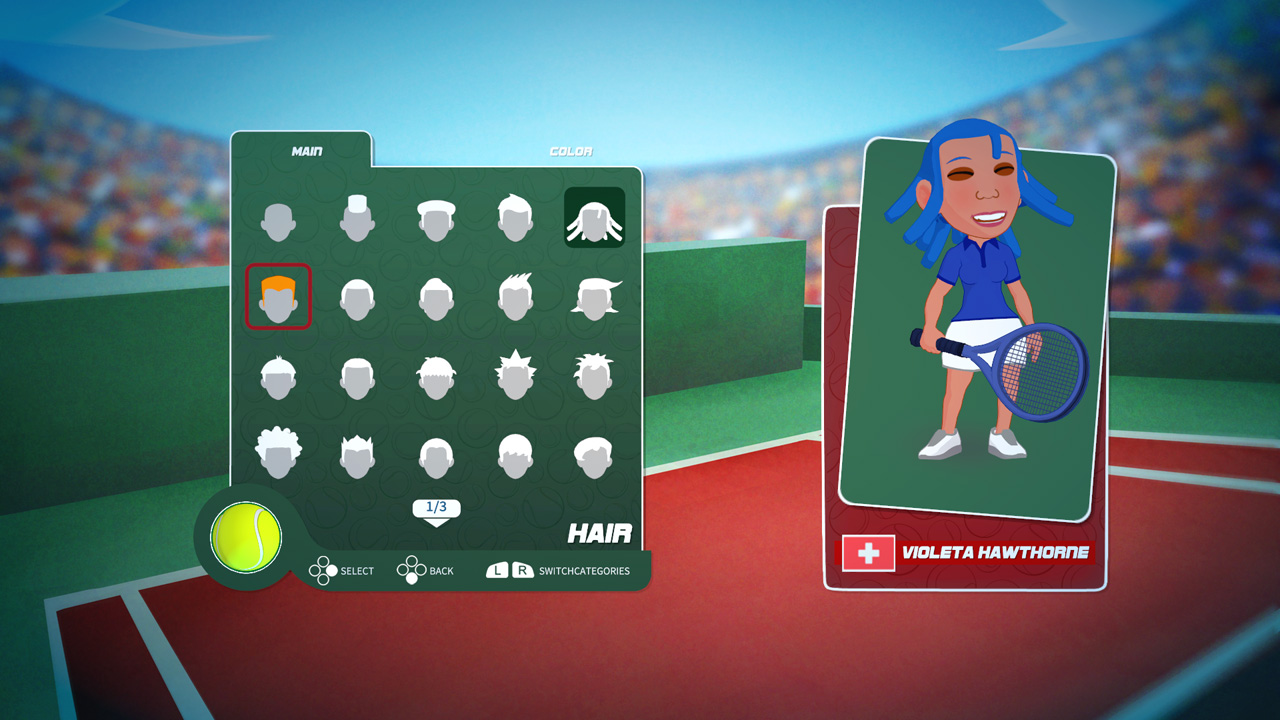 MAIN
COLOR
1/3
HAIR
SELECT
BACK
L R SWITCHCATEGORIES
VIOLETA HAWTHORNE